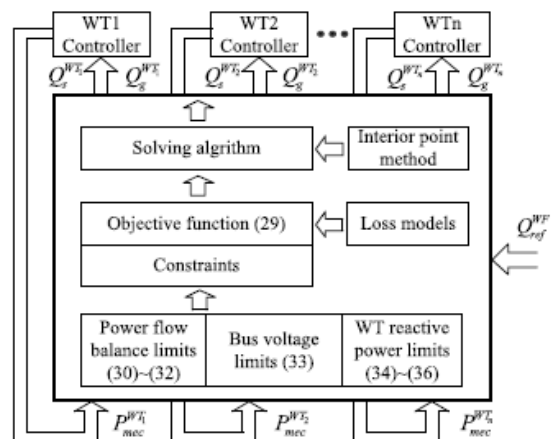 WT1 Controller
WT2 Controller
WTn Controller
Q_s^{WT_1} Q_g^{WT_1}
Q_s^{WT_2} Q_g^{WT_2}
Q_s^{WT_n} Q_g^{WT_n}
Solving algrithm
Interior point method
Objective function (29)
Loss models
Q_{ref}^{WF}
Constraints
Power flow balance limits (30)~(32)
Bus voltage limits (33)
WT reactive power limits (34)~(36)
P_{mec}^{WT_1}
P_{mec}^{WT_2}
P_{mec}^{WT_n}